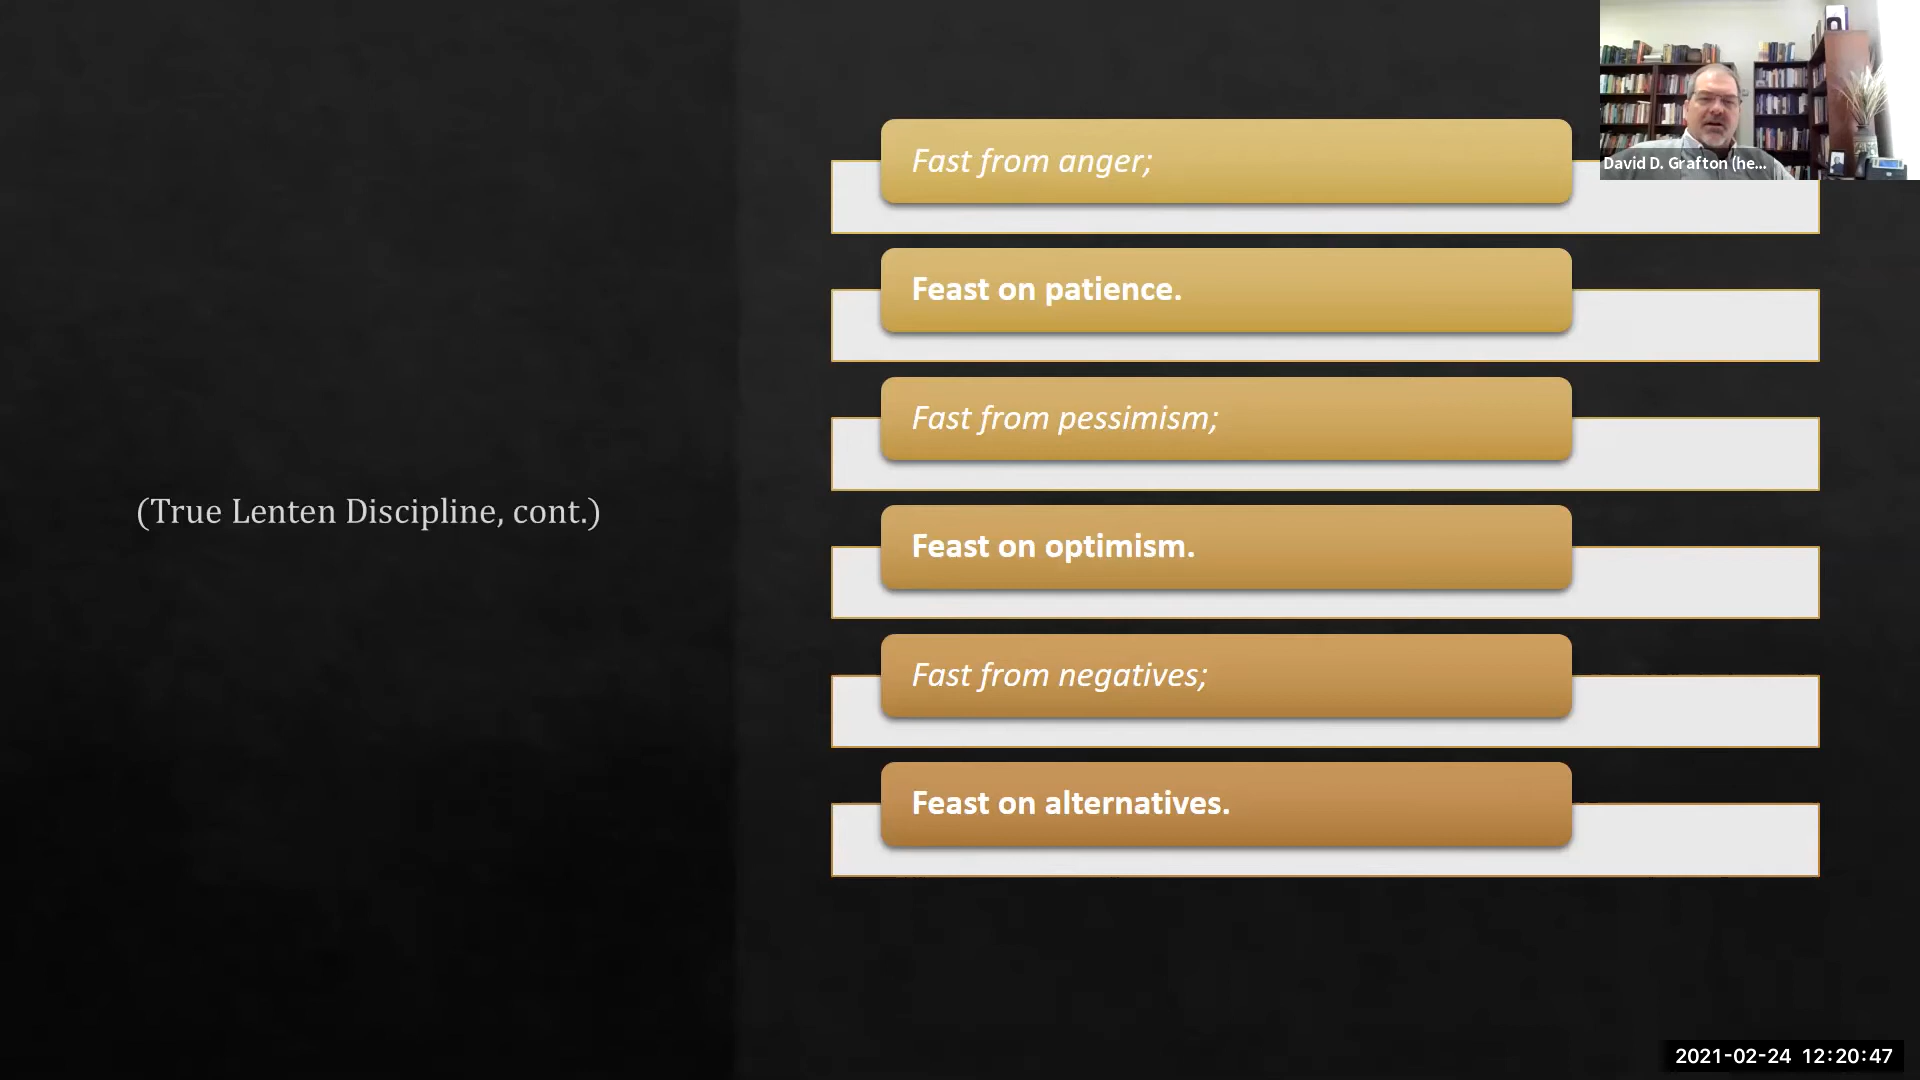 (True Lenten Discipline, cont.)
Fast from anger;
Feast on patience.
Fast from pessimism;
Feast on optimism.
Fast from negatives;
Feast on alternatives.
David D. Grafton (he...
2021-02-24 12:20:47